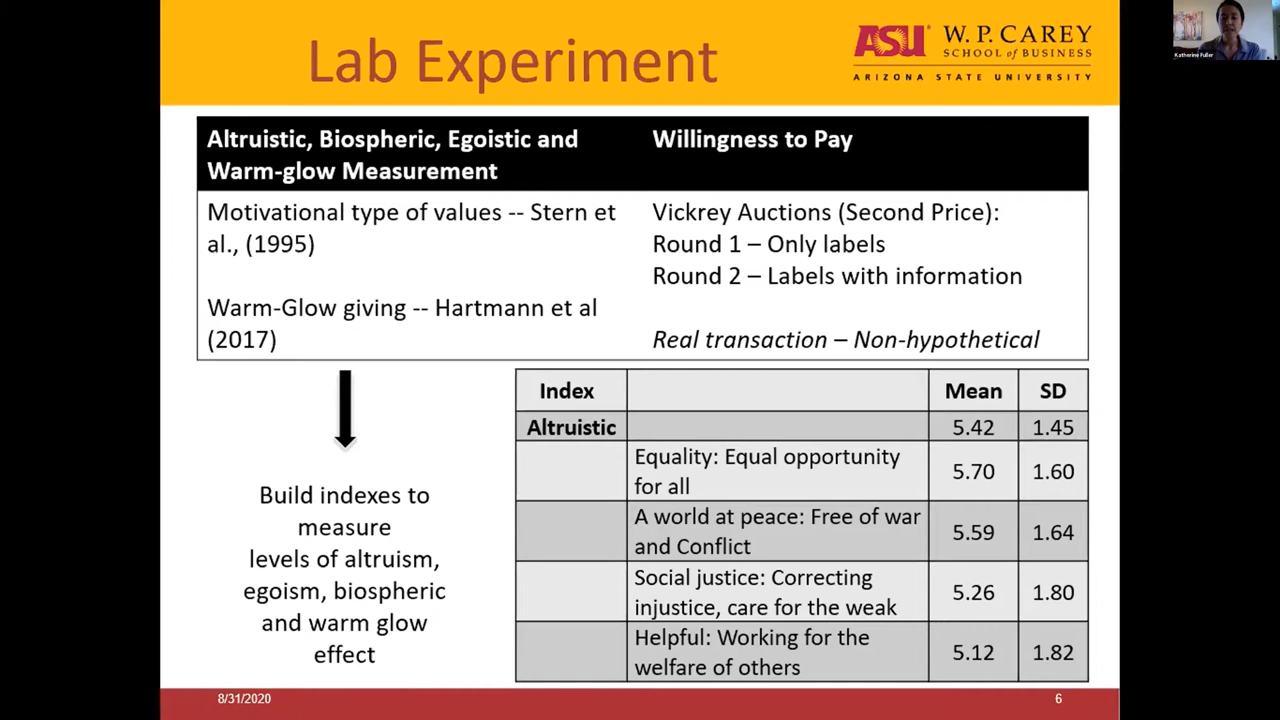 Lab Experiment
ASU W. P. CAREY
SCHOOL of BUSINESS
ARIZONA STATE UNIVERSITY
Katherine Fuller
Altruistic, Biospheric, Egoistic and
Warm-glow Measurement
Willingness to Pay
Motivational type of values -- Stern et
al., (1995)
Warm-Glow giving -- Hartmann et al
(2017)
Vickrey Auctions (Second Price):
Round 1 – Only labels
Round 2 – Labels with information
Real transaction – Non-hypothetical
Build indexes to
measure
levels of altruism,
egoism, biospheric
and warm glow
effect
Index Mean SD
Altruistic 5.42 1.45
Equality: Equal opportunity
for all 5.70 1.60
A world at peace: Free of war
and Conflict 5.59 1.64
Social justice: Correcting
injustice, care for the weak 5.26 1.80
Helpful: Working for the
welfare of others 5.12 1.82
8/31/2020 6